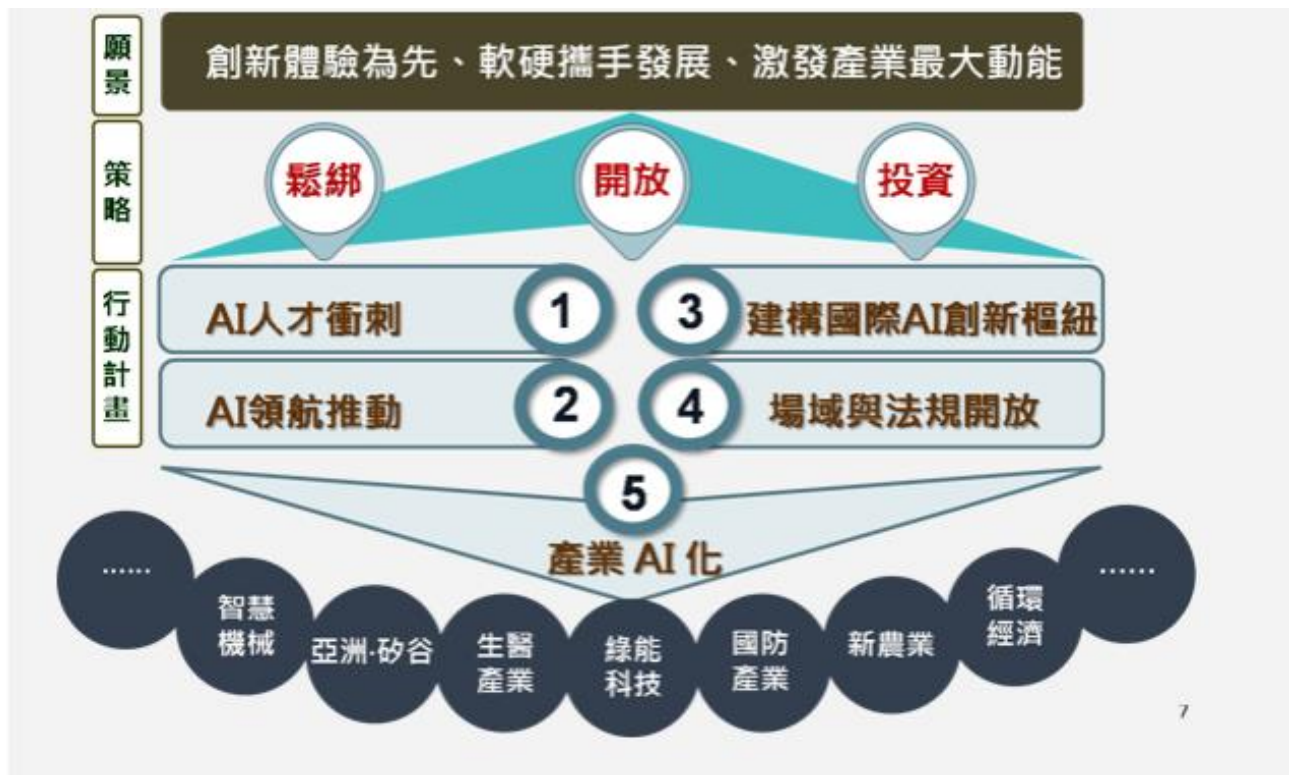 願景
創新體驗為先、軟硬攜手發展、激發產業最大動能
策略
鬆綁
開放
投資
行動計畫
AI人才衝刺
1
3
建構國際AI創新樞紐
AI領航推動
2
4
場域與法規開放
5
產業 AI 化
......
智慧
機械
亞洲·矽谷
生醫
產業
綠能
科技
國防
產業
新農業
循環
經濟
......
7